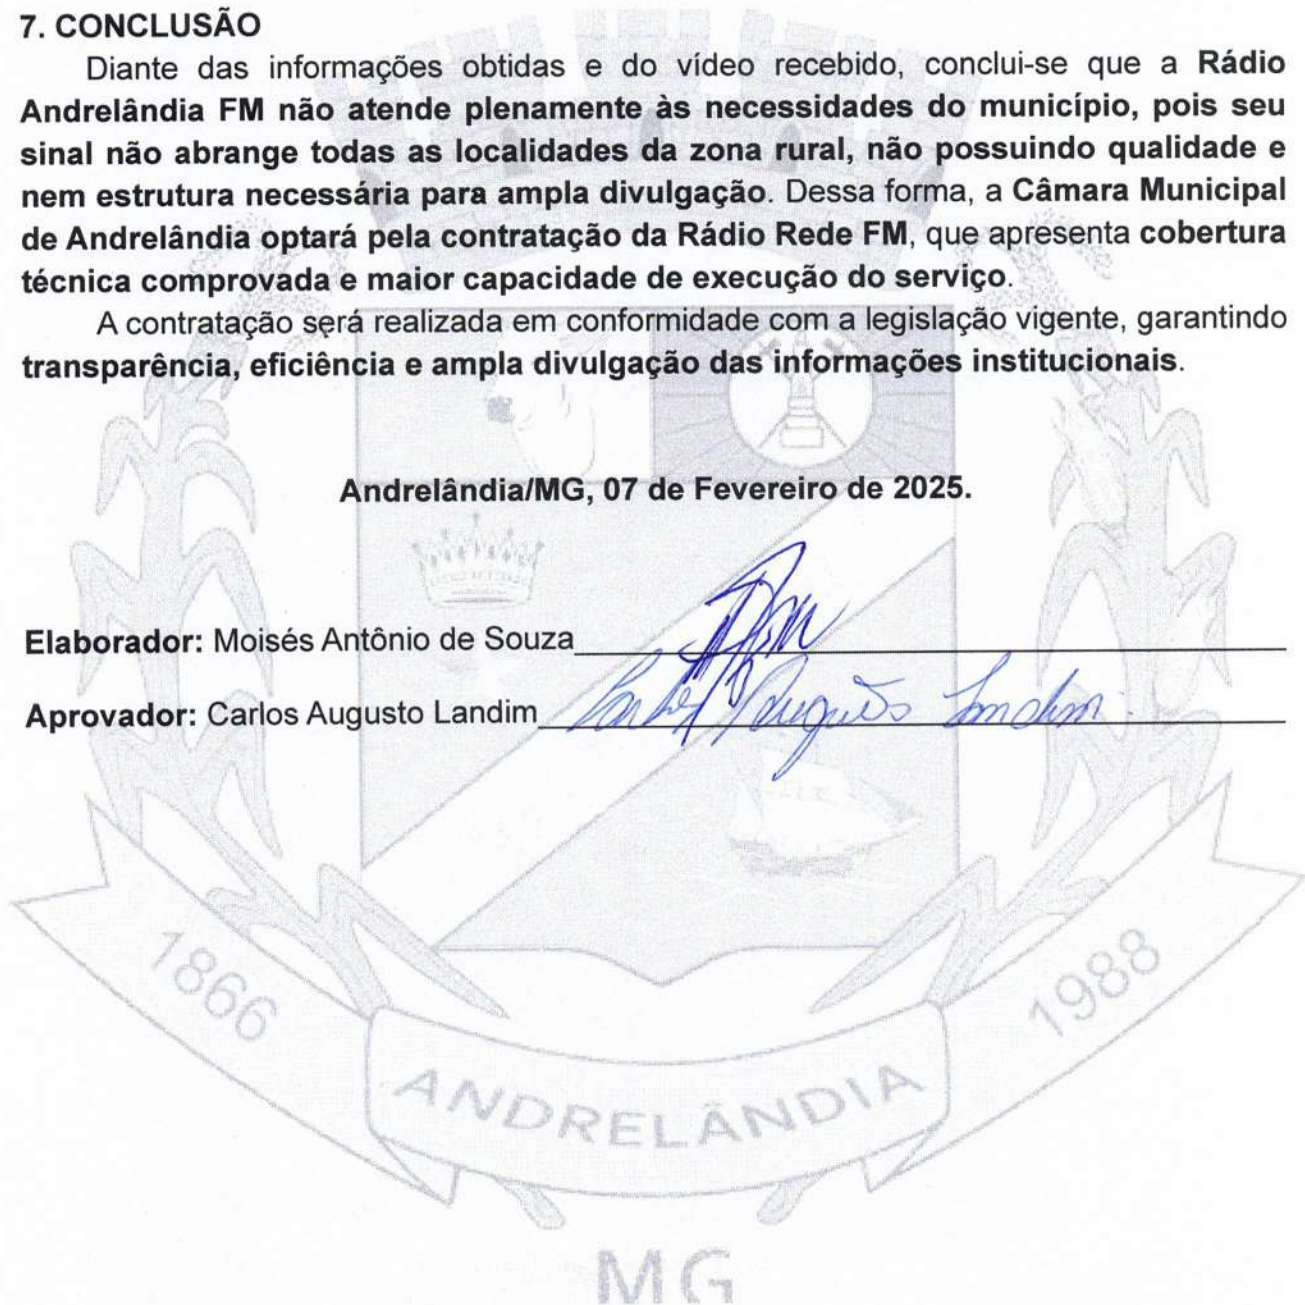 7. CONCLUSÃO
Diante das informações obtidas e do vídeo recebido, conclui-se que a Rádio
Andrelândia FM não atende plenamente às necessidades do município, pois seu
sinal não abrange todas as localidades da zona rural, não possuindo qualidade e
nem estrutura necessária para ampla divulgação. Dessa forma, a Câmara Municipal
de Andrelândia optará pela contratação da Rádio Rede FM, que apresenta cobertura
técnica comprovada e maior capacidade de execução do serviço.
A contratação será realizada em conformidade com a legislação vigente, garantindo
transparência, eficiência e ampla divulgação das informações institucionais.
Andrelândia/MG, 07 de Fevereiro de 2025.
Elaborador: Moisés Antônio de Souza
Aprovador: Carlos Augusto Landim
1866
ANDRELÂNDIA
1988
MG